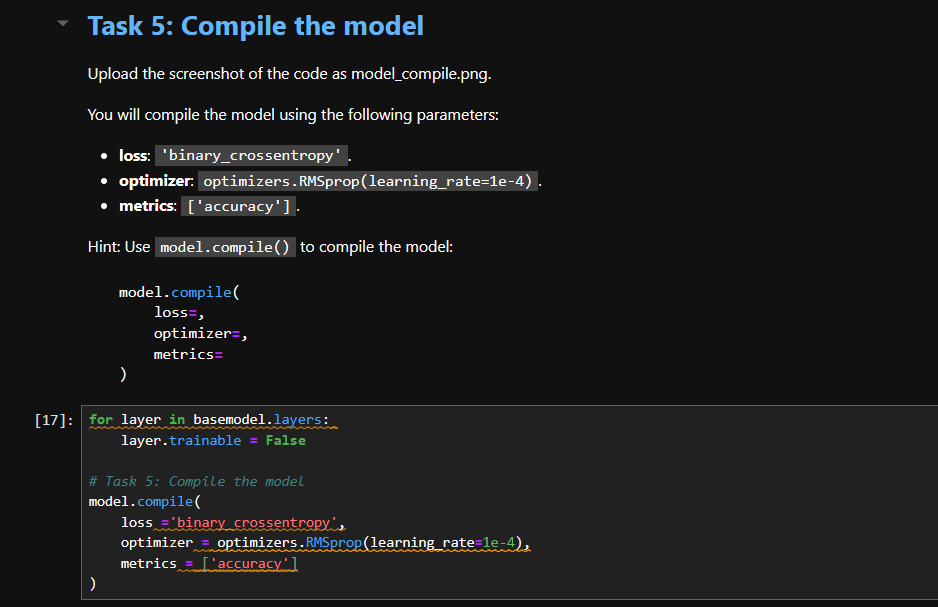 Task 5: Compile the model
Upload the screenshot of the code as model_compile.png.
You will compile the model using the following parameters:
• loss: 'binary_crossentropy'.
• optimizer: optimizers.RMSprop(learning_rate=1e-4).
• metrics: ['accuracy'].
Hint: Use model.compile() to compile the model:
model.compile(
    loss=,
    optimizer=,
    metrics=
)
[17]: for layer in basemodel.layers:
    layer.trainable = False
# Task 5: Compile the model
model.compile(
    loss ='binary_crossentropy',
    optimizer = optimizers.RMSprop(learning_rate=1e-4),
    metrics = ['accuracy']
)